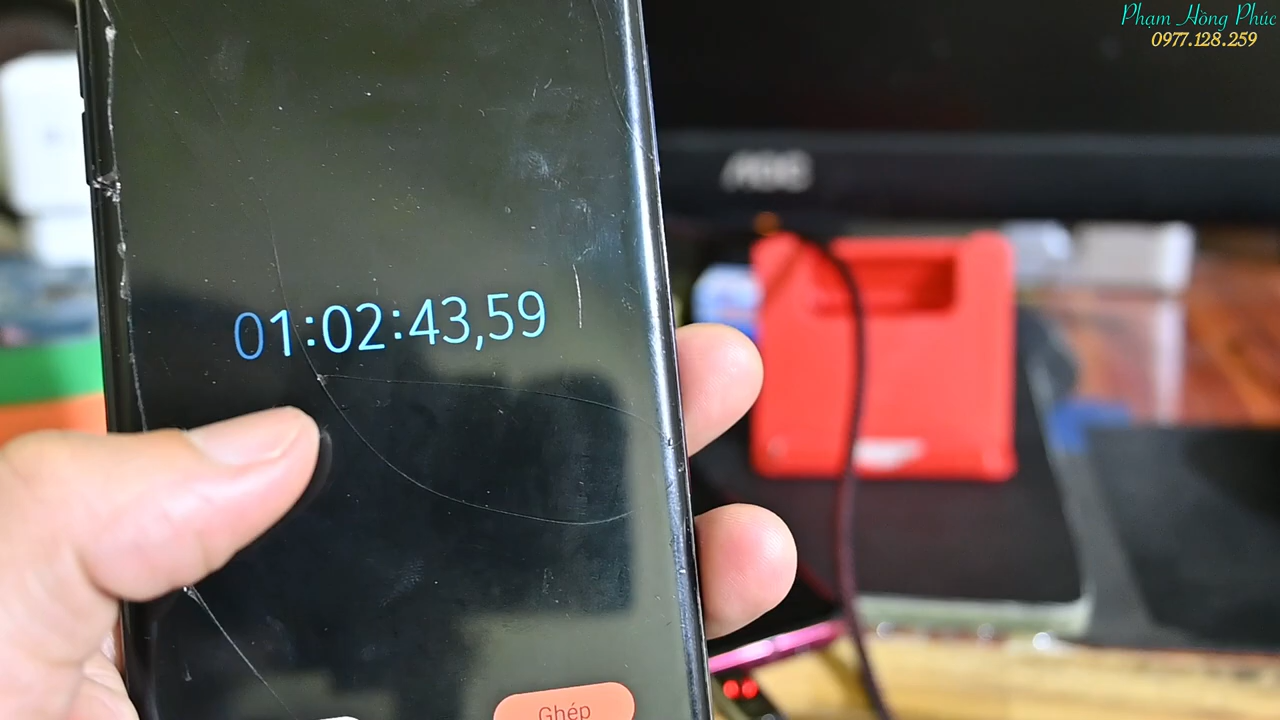 Phạm Hồng Phúc
0977.128.259
AOC
01:02:43,59
Ghép